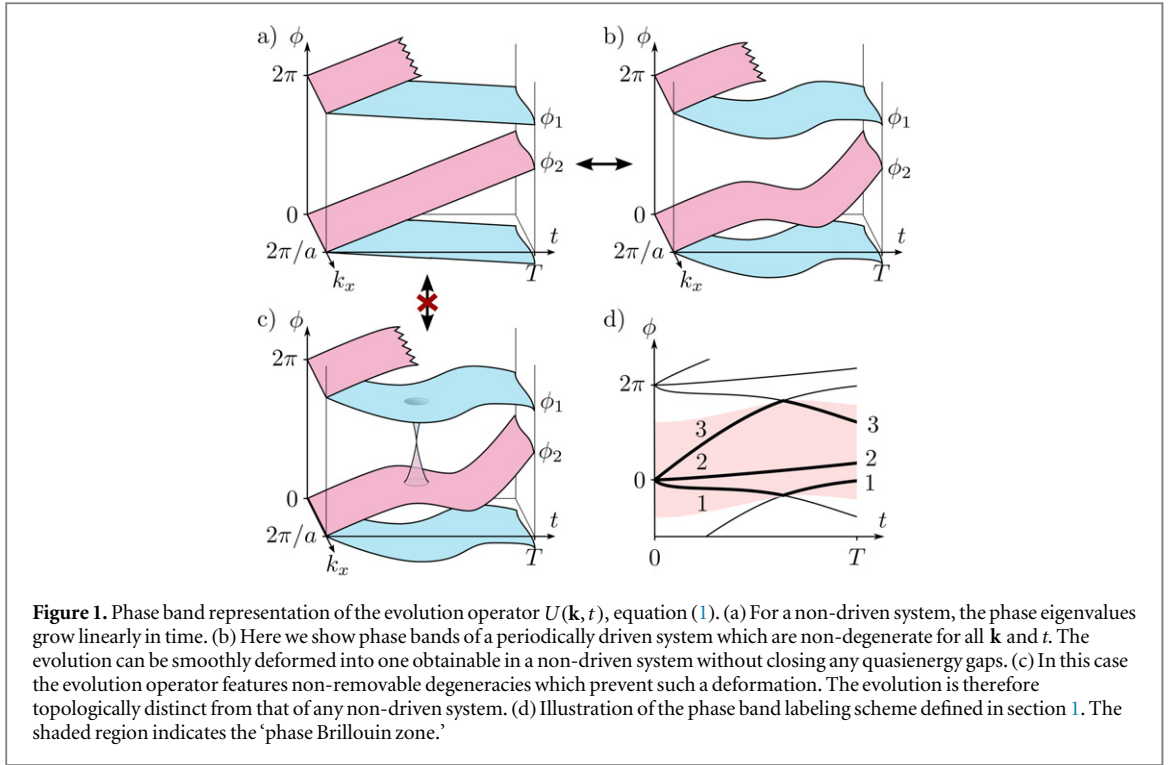 a) ϕ
2π
ϕ₁
ϕ₂
0
2π/a
t
T
kₓ
b) ϕ
2π
ϕ₁
ϕ₂
0
2π/a
t
T
kₓ
c) ϕ
2π
ϕ₁
ϕ₂
0
2π/a
t
T
kₓ
d) ϕ
2π
3
3
2
2
0
1
1
t
0
T
Figure 1. Phase band representation of the evolution operator U(k, t), equation (1). (a) For a non-driven system, the phase eigenvalues
grow linearly in time. (b) Here we show phase bands of a periodically driven system which are non-degenerate for all k and t. The
evolution can be smoothly deformed into one obtainable in a non-driven system without closing any quasienergy gaps. (c) In this case
the evolution operator features non-removable degeneracies which prevent such a deformation. The evolution is therefore
topologically distinct from that of any non-driven system. (d) Illustration of the phase band labeling scheme defined in section 1. The
shaded region indicates the ‘phase Brillouin zone.’